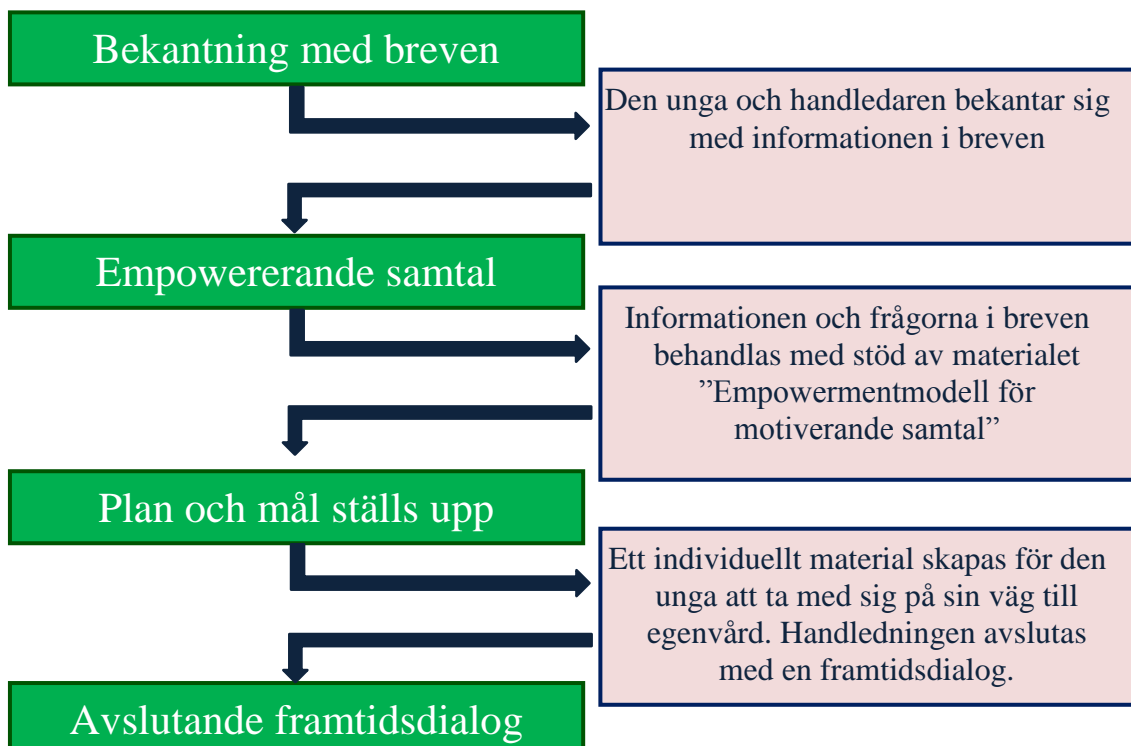 Bekantning med breven
Den unga och handledaren bekantar sig
med informationen i breven
Empowererande samtal
Informationen och frågorna i breven
behandlas med stöd av materialet
”Empowermentmodell för
motiverande samtal”
Plan och mål ställs upp
Ett individuellt material skapas för den
unga att ta med sig på sin väg till
egenvård. Handledningen avslutas
med en framtidsdialog.
Avslutande framtidsdialog